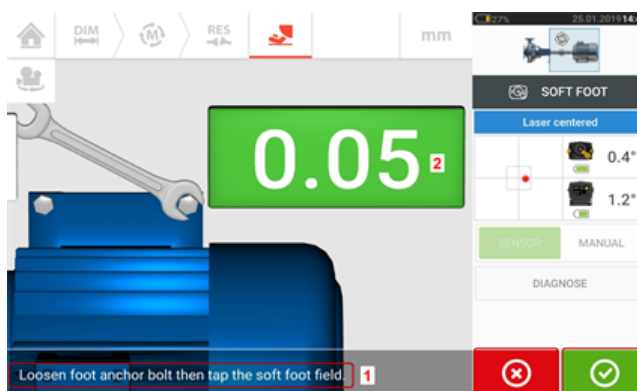 DIM
M
RES
mm
27%
25.01.2019 14:
SOFT FOOT
Laser centered
0.05
2
0.4°
1.2°
SENSOR
MANUAL
DIAGNOSE
Loosen foot anchor bolt then tap the soft foot field.
1